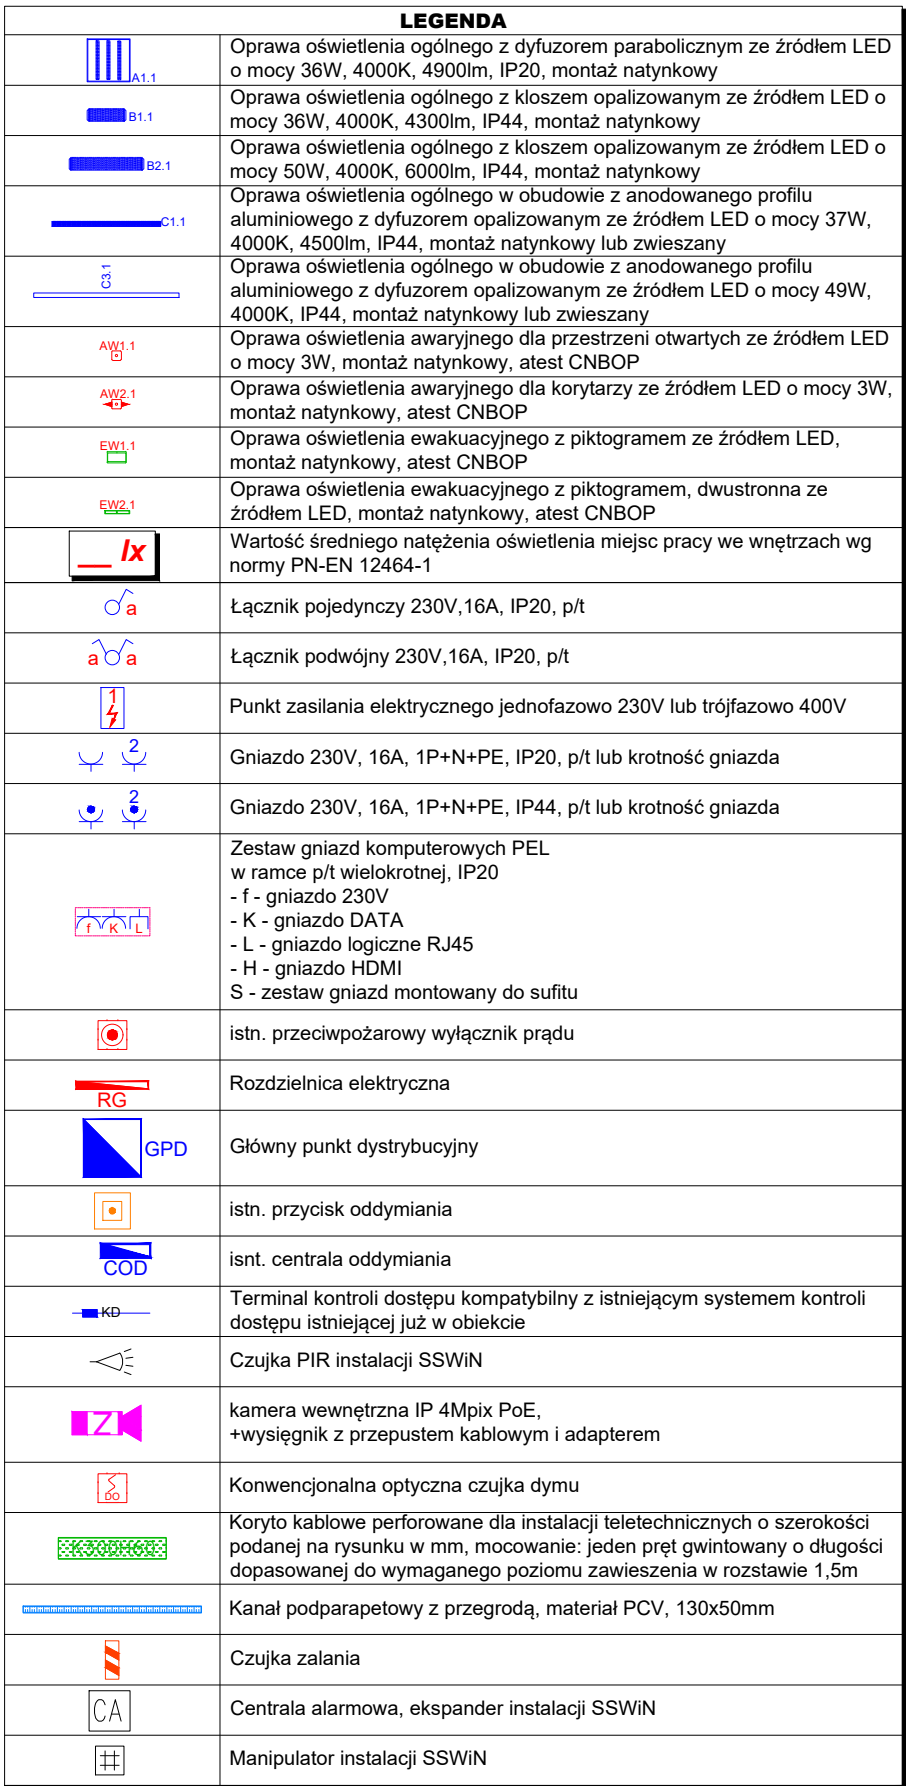 LEGENDA
A1.1
Oprawa oświetlenia ogólnego z dyfuzorem parabolicznym ze źródłem LED
o mocy 36W, 4000K, 4900lm, IP20, montaż natynkowy
B1.1
Oprawa oświetlenia ogólnego z kloszem opalizowanym ze źródłem LED o
mocy 36W, 4000K, 4300lm, IP44, montaż natynkowy
B2.1
Oprawa oświetlenia ogólnego z kloszem opalizowanym ze źródłem LED o
mocy 50W, 4000K, 6000lm, IP44, montaż natynkowy
C1.1
Oprawa oświetlenia ogólnego w obudowie z anodowanego profilu
aluminiowego z dyfuzorem opalizowanym ze źródłem LED o mocy 37W,
4000K, 4500lm, IP44, montaż natynkowy lub zwieszany
C3.1
Oprawa oświetlenia ogólnego w obudowie z anodowanego profilu
aluminiowego z dyfuzorem opalizowanym ze źródłem LED o mocy 49W,
4000K, IP44, montaż natynkowy lub zwieszany
AW1.1
Oprawa oświetlenia awaryjnego dla przestrzeni otwartych ze źródłem LED
o mocy 3W, montaż natynkowy, atest CNBOP
AW2.1
Oprawa oświetlenia awaryjnego dla korytarzy ze źródłem LED o mocy 3W,
montaż natynkowy, atest CNBOP
EW1.1
Oprawa oświetlenia ewakuacyjnego z piktogramem ze źródłem LED,
montaż natynkowy, atest CNBOP
EW2.1
Oprawa oświetlenia ewakuacyjnego z piktogramem, dwustronna ze
źródłem LED, montaż natynkowy, atest CNBOP
__ lx
Wartość średniego natężenia oświetlenia miejsc pracy we wnętrzach wg
normy PN-EN 12464-1
a
Łącznik pojedynczy 230V,16A, IP20, p/t
a a
Łącznik podwójny 230V,16A, IP20, p/t
1
Punkt zasilania elektrycznego jednofazowo 230V lub trójfazowo 400V
2
Gniazdo 230V, 16A, 1P+N+PE, IP20, p/t lub krotność gniazda
2
Gniazdo 230V, 16A, 1P+N+PE, IP44, p/t lub krotność gniazda
f K L
Zestaw gniazd komputerowych PEL
w ramce p/t wielokrotnej, IP20
- f - gniazdo 230V
- K - gniazdo DATA
- L - gniazdo logiczne RJ45
- H - gniazdo HDMI
S - zestaw gniazd montowany do sufitu
istn. przeciwpożarowy wyłącznik prądu
RG
Rozdzielnica elektryczna
GPD
Główny punkt dystrybucyjny
istn. przycisk oddymiania
COD
isnt. centrala oddymiania
KD
Terminal kontroli dostępu kompatybilny z istniejącym systemem kontroli
dostępu istniejącej już w obiekcie
Czujka PIR instalacji SSWiN
Z
kamera wewnętrzna IP 4Mpix PoE,
+wysięgnik z przepustem kablowym i adapterem
DO
Konwencjonalna optyczna czujka dymu
K300H60
Koryto kablowe perforowane dla instalacji teletechnicznych o szerokości
podanej na rysunku w mm, mocowanie: jeden pręt gwintowany o długości
dopasowanej do wymaganego poziomu zawieszenia w rozstawie 1,5m
Kanał podparapetowy z przegrodą, materiał PCV, 130x50mm
Czujka zalania
CA
Centrala alarmowa, ekspander instalacji SSWiN
Manipulator instalacji SSWiN